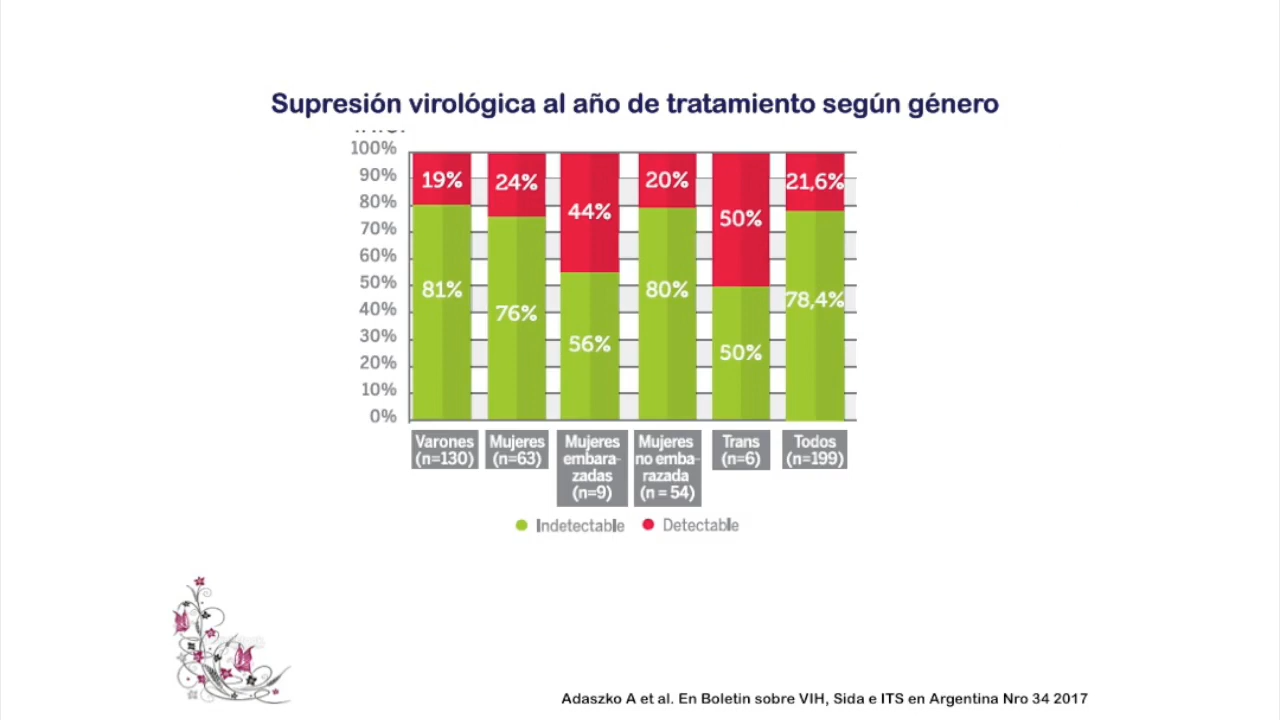 Supresión virológica al año de tratamiento según género
100%
90%
80%
70%
60%
50%
40%
30%
20%
10%
0%
19%
24%
44%
20%
50%
21,6%
81%
76%
56%
80%
50%
78,4%
Varones
(n=130)
Mujeres
(n=63)
Mujeres
embara-
zadas
(n=9)
Mujeres
no emba-
razada
(n = 54)
Trans
(n=6)
Todos
(n=199)
Indetectable
Detectable
Adaszko A et al. En Boletin sobre VIH, Sida e ITS en Argentina Nro 34 2017